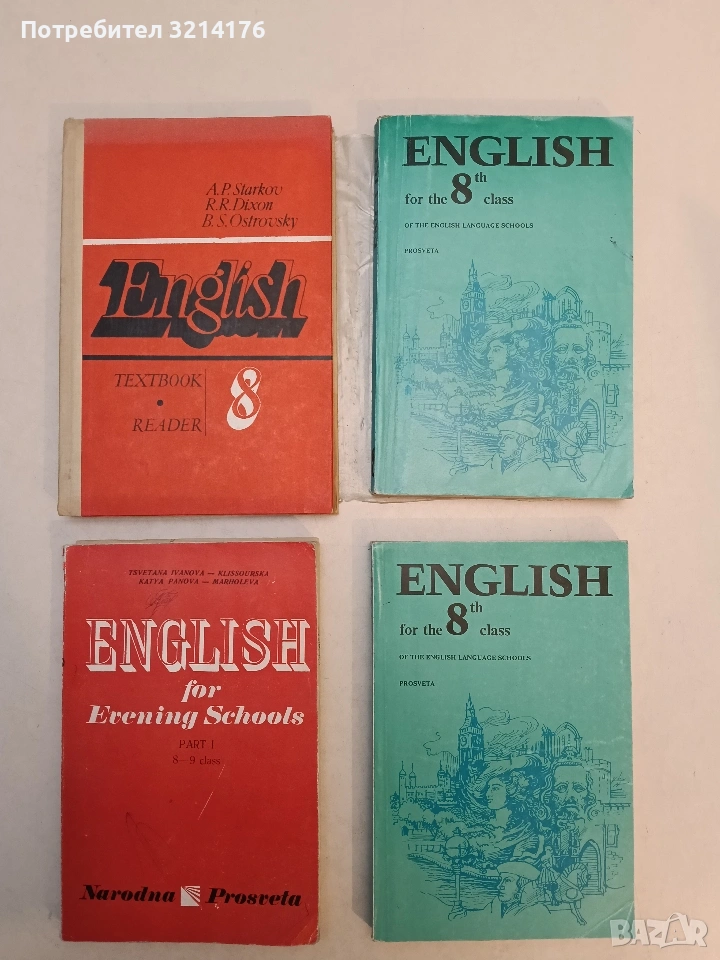 Потребител 3214176
A.P.Starkov
R.R.Dixon
B.S.Ostrovsky
English
TEXTBOOK
•
READER
8
ENGLISH
for the 8th class
OF THE ENGLISH LANGUAGE SCHOOLS
PROSVETA
TSVETANA IVANOVA — KLISSOURSKA
KATYA PANOVA — MARHOLEVA
ENGLISH
for
Evening Schools
PART I
8—9 class
Narodna Prosveta
ENGLISH
for the 8th class
OF THE ENGLISH LANGUAGE SCHOOLS
PROSVETA
BAZAR